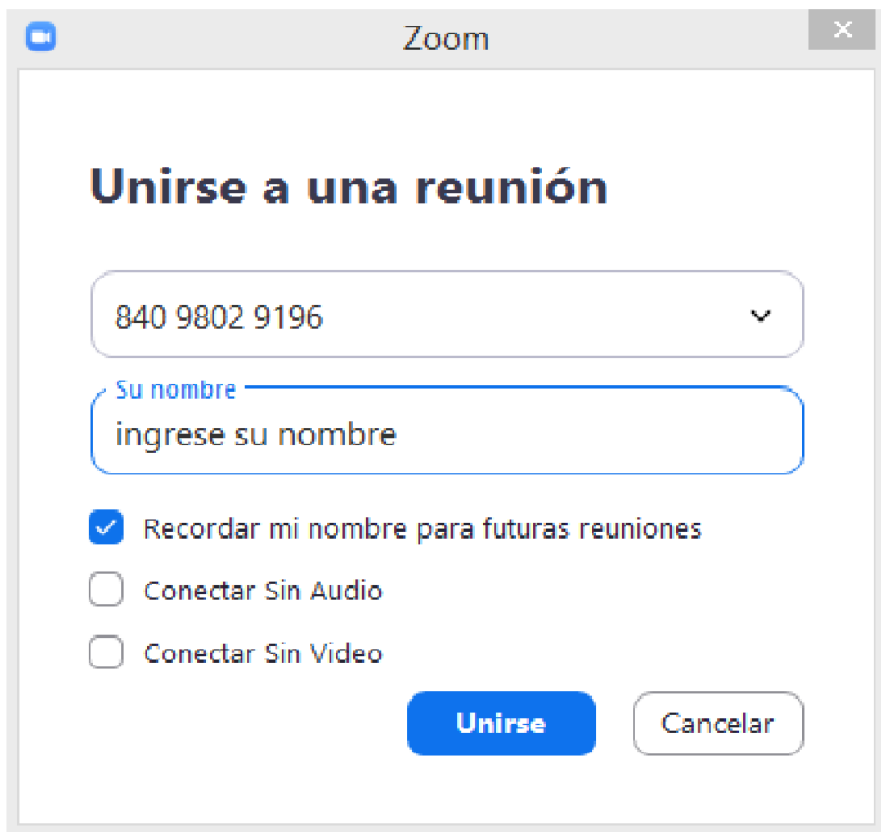 Zoom
Unirse a una reunión
840 9802 9196
Su nombre
ingrese su nombre
Recordar mi nombre para futuras reuniones
Conectar Sin Audio
Conectar Sin Video
Unirse Cancelar